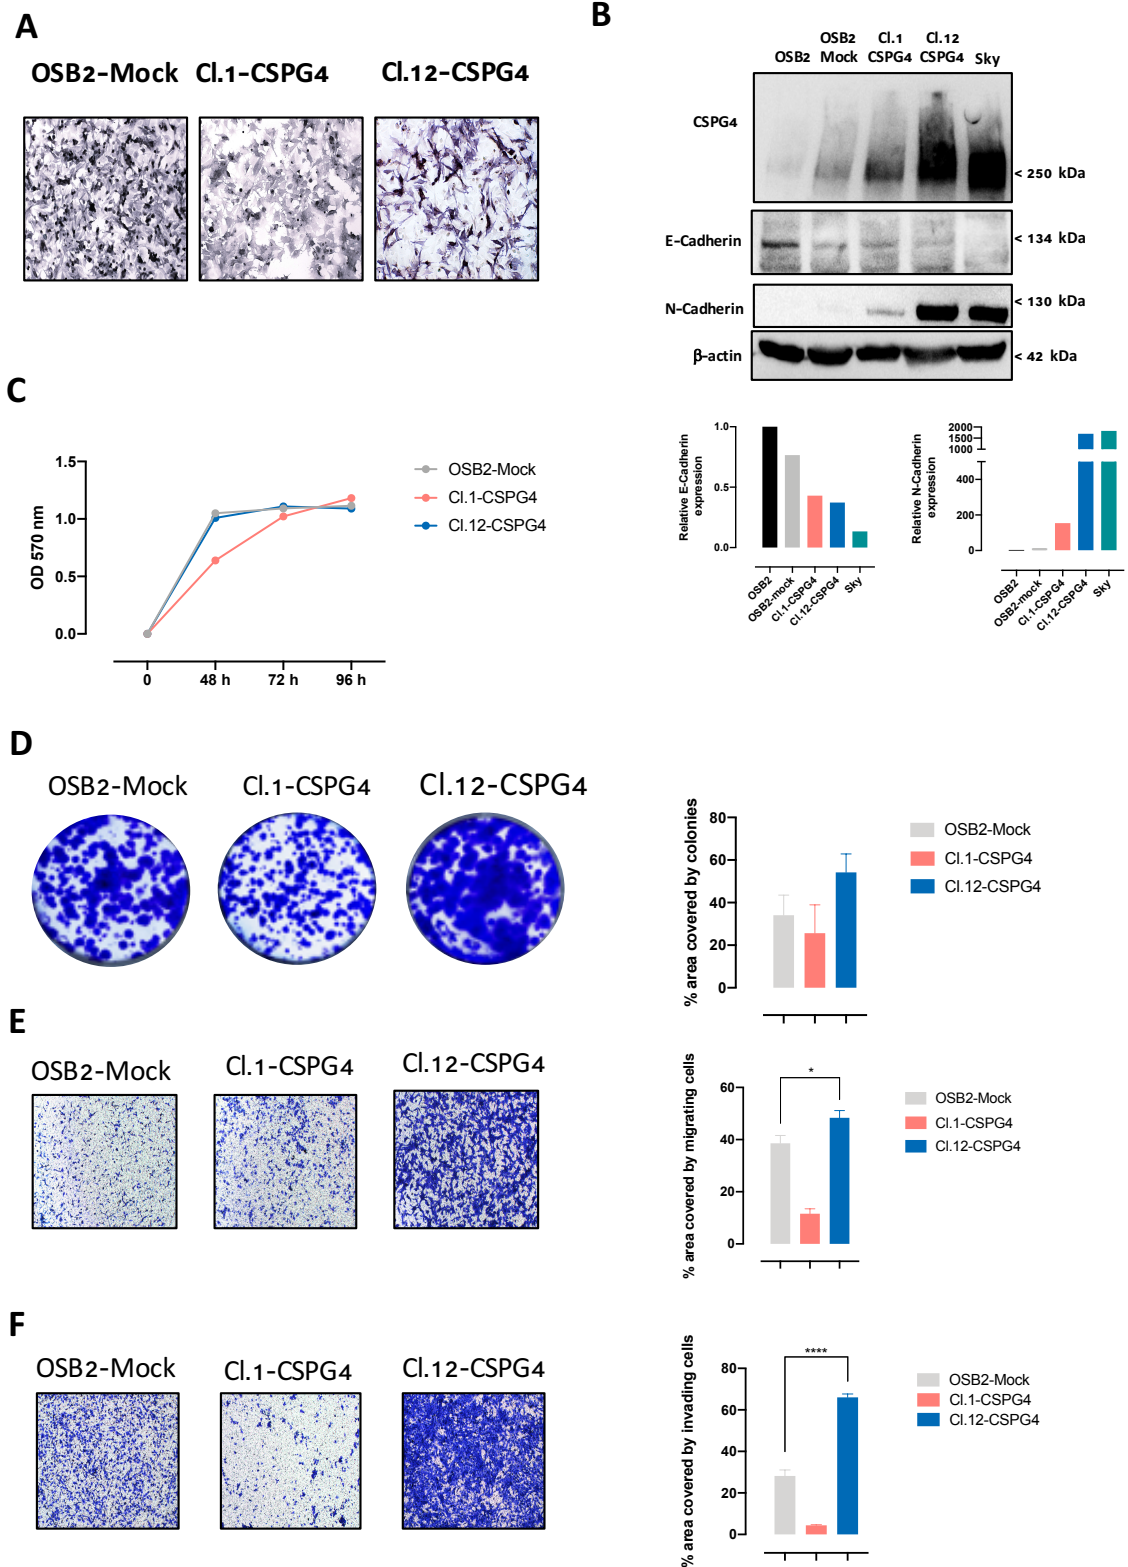 A
OSB2-Mock Cl.1-CSPG4 Cl.12-CSPG4
B
OSB2 OSB2 Mock Cl.1 CSPG4 Cl.12 CSPG4 Sky
CSPG4
< 250 kDa
E-Cadherin
< 134 kDa
N-Cadherin
< 130 kDa
β-actin
< 42 kDa
Relative E-Cadherin
expression
1.0
0.5
0.0
OSB2 OSB2-mock Cl.1-CSPG4 Cl.12-CSPG4 Sky
Relative N-Cadherin
expression
2000
1500
1000
400
200
0
OSB2 OSB2-mock Cl.1-CSPG4 Cl.12-CSPG4 Sky
C
OD 570 nm
1.5
1.0
0.5
0.0
0 48 h 72 h 96 h
OSB2-Mock
Cl.1-CSPG4
Cl.12-CSPG4
D
OSB2-Mock Cl.1-CSPG4 Cl.12-CSPG4
% area covered by colonies
80
60
40
20
0
OSB2-Mock
Cl.1-CSPG4
Cl.12-CSPG4
E
OSB2-Mock Cl.1-CSPG4 Cl.12-CSPG4
% area covered by migrating cells
60
40
20
0
*
OSB2-Mock
Cl.1-CSPG4
Cl.12-CSPG4
F
OSB2-Mock Cl.1-CSPG4 Cl.12-CSPG4
% area covered by invading cells
80
60
40
20
0
****
OSB2-Mock
Cl.1-CSPG4
Cl.12-CSPG4